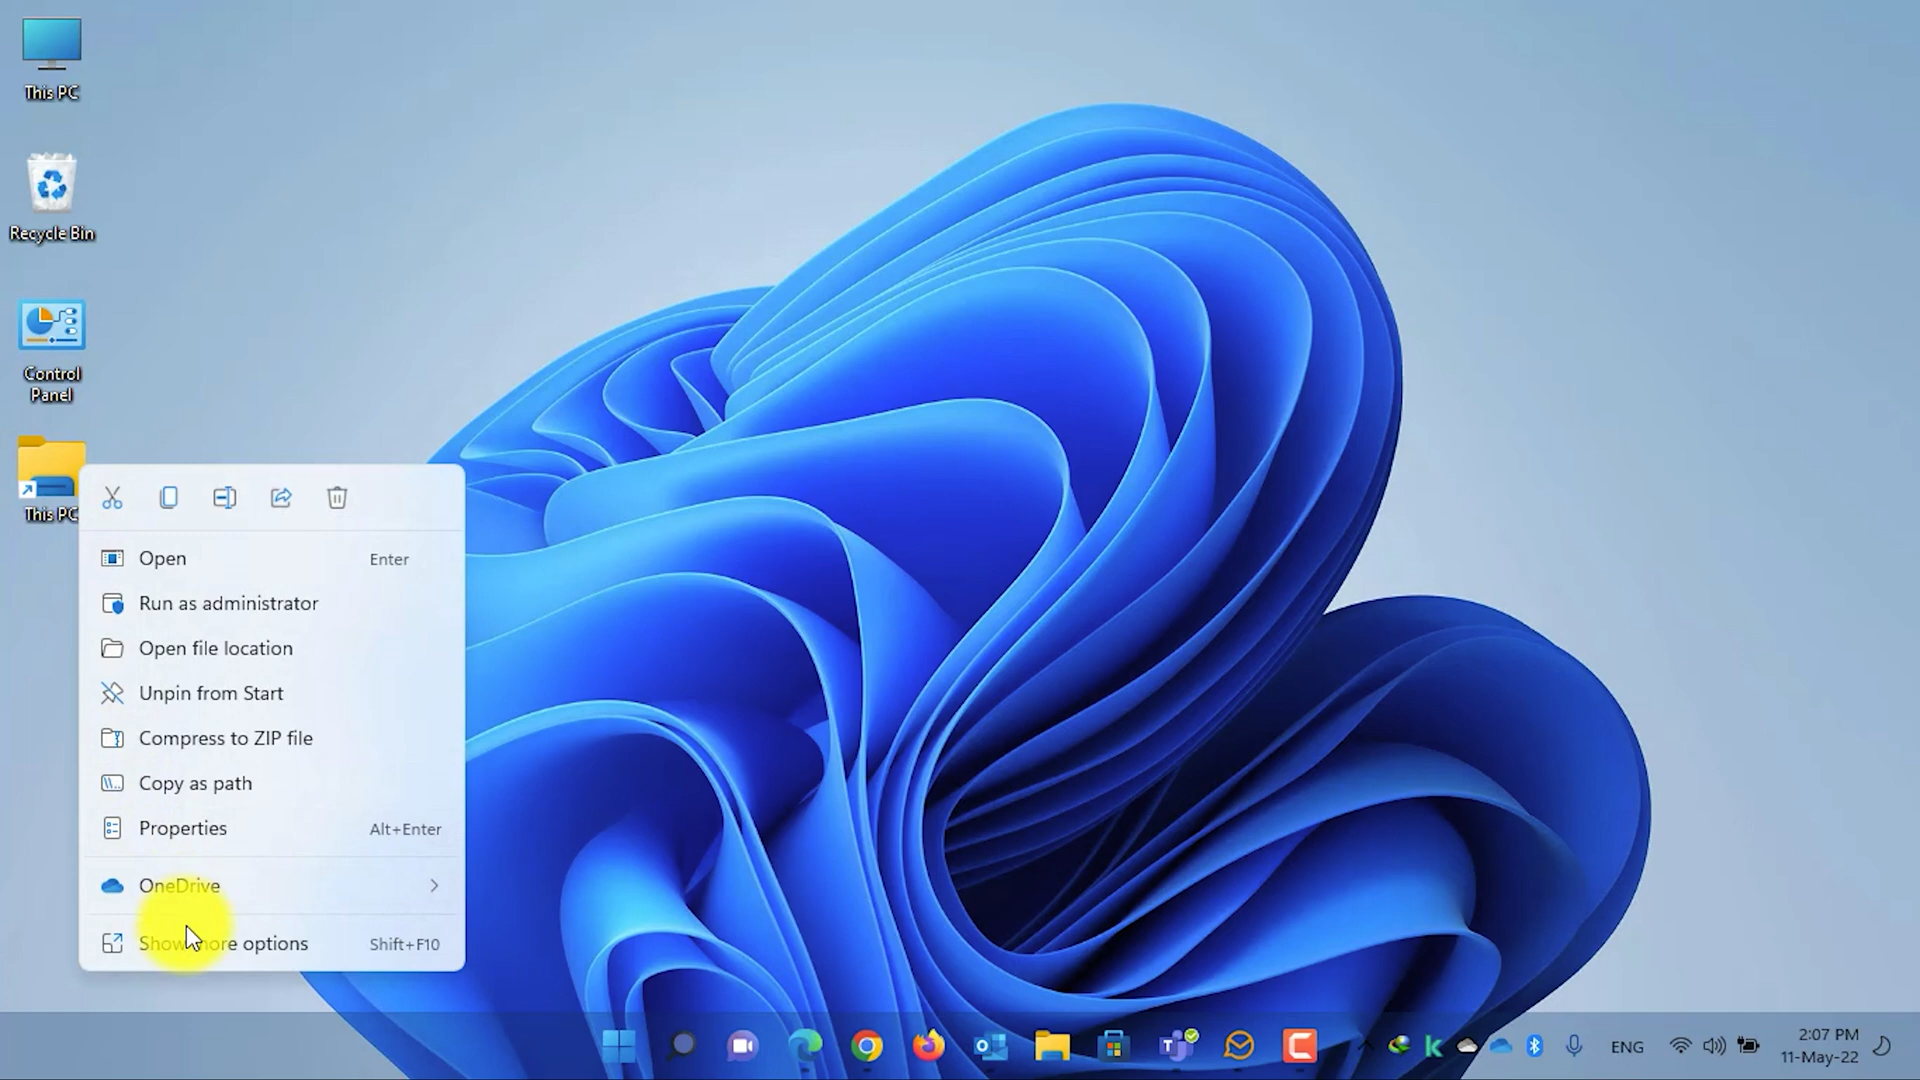 This PC
Recycle Bin
Control
Panel
This PC
Open Enter
Run as administrator
Open file location
Unpin from Start
Compress to ZIP file
Copy as path
Properties Alt+Enter
OneDrive
Show more options Shift+F10
ENG
2:07 PM
11-May-22